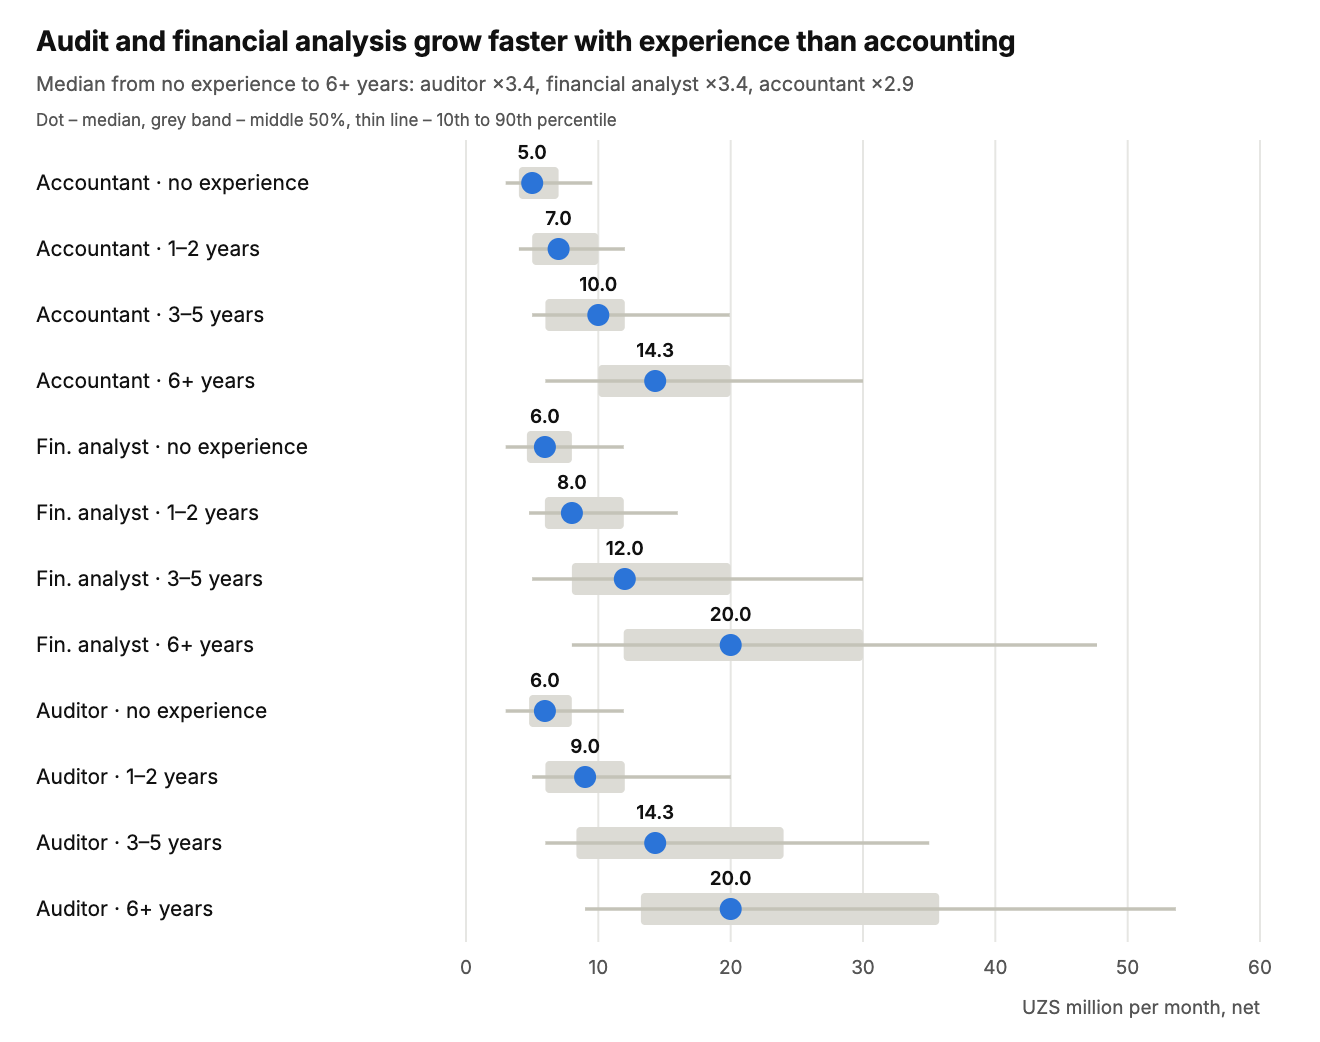 Audit and financial analysis grow faster with experience than accounting
Median from no experience to 6+ years: auditor ×3.4, financial analyst ×3.4, accountant ×2.9
Dot – median, grey band – middle 50%, thin line – 10th to 90th percentile
5.0
Accountant · no experience
7.0
Accountant · 1–2 years
10.0
Accountant · 3–5 years
14.3
Accountant · 6+ years
6.0
Fin. analyst · no experience
8.0
Fin. analyst · 1–2 years
12.0
Fin. analyst · 3–5 years
20.0
Fin. analyst · 6+ years
6.0
Auditor · no experience
9.0
Auditor · 1–2 years
14.3
Auditor · 3–5 years
20.0
Auditor · 6+ years
0 10 20 30 40 50 60
UZS million per month, net